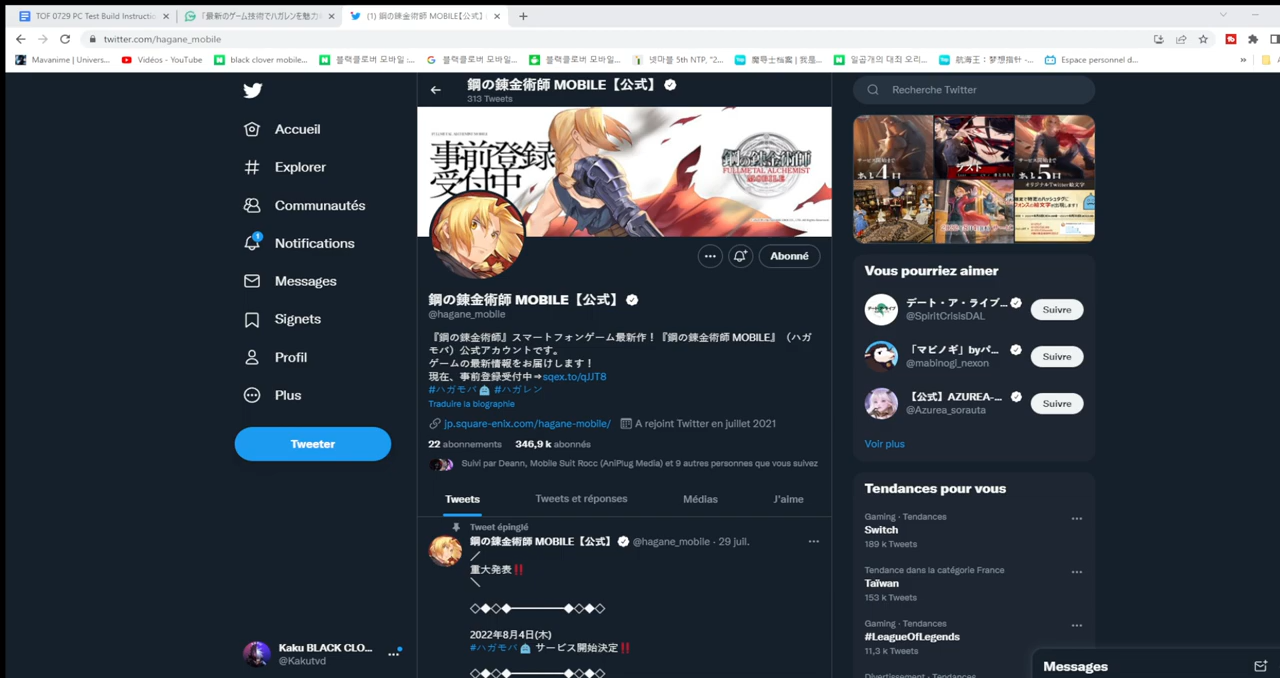 TOF 0729 PC Test Build Instructi
「最新のゲーム技術でハガレンを魅力
(1) 鋼の錬金術師 MOBILE【公式】
twitter.com/hagane_mobile
Mavanime | Univers...
Vidéos - YouTube
black clover mobile...
블랙클로버 모바일 :...
블랙클로버 모바일...
블랙클로버 모바일...
넷마블 5th NTP, "2...
魔导士档案 | 我是...
일곱개의 대죄 오리...
航海王：梦想指针 -...
Espace personnel d...
鋼の錬金術師 MOBILE【公式】
313 Tweets
Accueil
Explorer
Communautés
1
Notifications
Messages
Signets
Profil
Plus
Tweeter
Kaku BLACK CLO...
@Kakutvd
事前登録
受付中
鋼の錬金術師
FULLMETAL ALCHEMIST
MOBILE
Abonné
鋼の錬金術師 MOBILE【公式】
@hagane_mobile
『鋼の錬金術師』スマートフォンゲーム最新作！『鋼の錬金術師 MOBILE』（ハガ
モバ）公式アカウントです。
ゲームの最新情報をお届けします！
現在、事前登録受付中⇒sqex.to/qJJT8
#ハガモバ #ハガレン
Traduire la biographie
jp.square-enix.com/hagane-mobile/ A rejoint Twitter en juillet 2021
22 abonnements 346,9 k abonnés
Suivi par Deann, Mobile Suit Rocc (AniPlug Media) et 9 autres personnes que vous suivez
Tweets
Tweets et réponses
Médias
J'aime
Tweet épinglé
鋼の錬金術師 MOBILE【公式】 @hagane_mobile · 29 juil.
／
重大発表‼
＼
◇◆◇◆━━━━━━◆◇◆◇
2022年8月4日(木)
#ハガモバ サービス開始決定‼
◇◆◇◆━━━━━━◆◇◆◇
Recherche Twitter
あと4日
あと5日
Vous pourriez aimer
デート・ア・ライブ...
@SpiritCrisisDAL
Suivre
「マビノギ」byパ...
@mabinogi_nexon
Suivre
【公式】AZUREA-...
@Azurea_sorauta
Suivre
Voir plus
Tendances pour vous
Gaming · Tendances
Switch
189 k Tweets
Tendance dans la catégorie France
Taïwan
153 k Tweets
Gaming · Tendances
#LeagueOfLegends
11,3 k Tweets
Messages